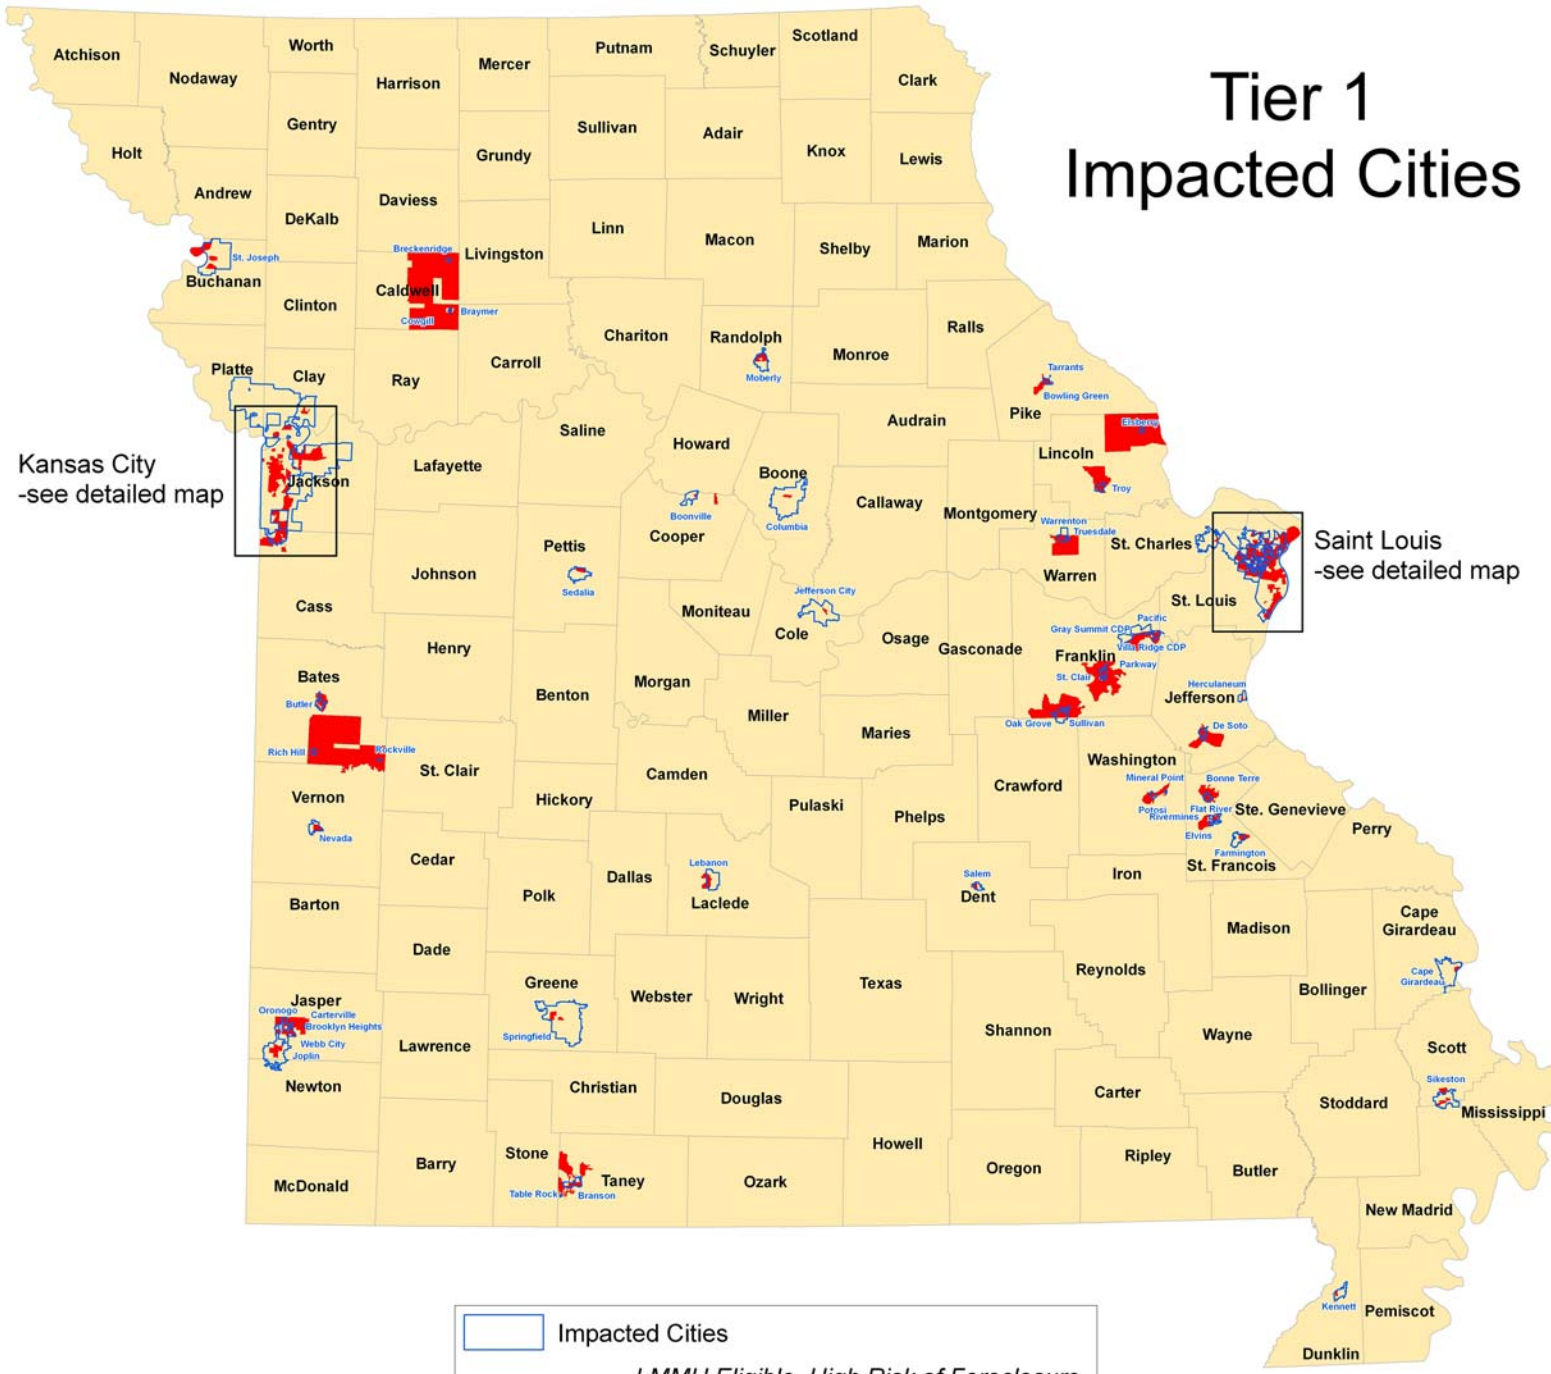 Tier 1
Impacted Cities
Atchison
Nodaway
Worth
Harrison
Mercer
Putnam
Schuyler
Scotland
Clark
Holt
Gentry
Grundy
Sullivan
Adair
Knox
Lewis
Andrew
DeKalb
Daviess
Livingston
Linn
Macon
Shelby
Marion
St. Joseph
Buchanan
Clinton
Breckenridge
Caldwell
Cowgill
Braymer
Chariton
Randolph
Moberly
Monroe
Ralls
Platte
Clay
Ray
Carroll
Tarrants
Bowling Green
Pike
Audrain
Elsberry
Lincoln
Troy
Kansas City
-see detailed map
Jackson
Lafayette
Saline
Howard
Boone
Columbia
Boonville
Cooper
Callaway
Montgomery
Warrenton
Truesdale
Warren
St. Charles
Saint Louis
-see detailed map
St. Louis
Cass
Johnson
Pettis
Sedalia
Moniteau
Jefferson City
Cole
Osage
Gasconade
Pacific
Gray Summit CDP
Villa Ridge CDP
Franklin
Parkway
St. Clair
Oak Grove
Sullivan
Herculaneum
Jefferson
De Soto
Bates
Butler
Rich Hill
Rockville
Henry
Benton
Morgan
Miller
Maries
St. Clair
Hickory
Camden
Pulaski
Phelps
Crawford
Washington
Mineral Point
Potosi
Bonne Terre
Flat River
Rivermines
Elvins
Farmington
St. Francois
Ste. Genevieve
Perry
Vernon
Nevada
Cedar
Polk
Dallas
Lebanon
Laclede
Salem
Dent
Iron
Madison
Cape
Girardeau
Cape
Girardeau
Barton
Dade
Greene
Springfield
Webster
Wright
Texas
Reynolds
Bollinger
Jasper
Oronogo
Carterville
Brooklyn Heights
Webb City
Joplin
Newton
Lawrence
Christian
Douglas
Shannon
Wayne
Scott
Sikeston
Mississippi
Stoddard
Carter
McDonald
Barry
Stone
Table Rock
Branson
Taney
Ozark
Howell
Oregon
Ripley
Butler
New Madrid
Kennett
Pemiscot
Dunklin
Impacted Cities
LMMH Eligible, High Risk of Foreclosure